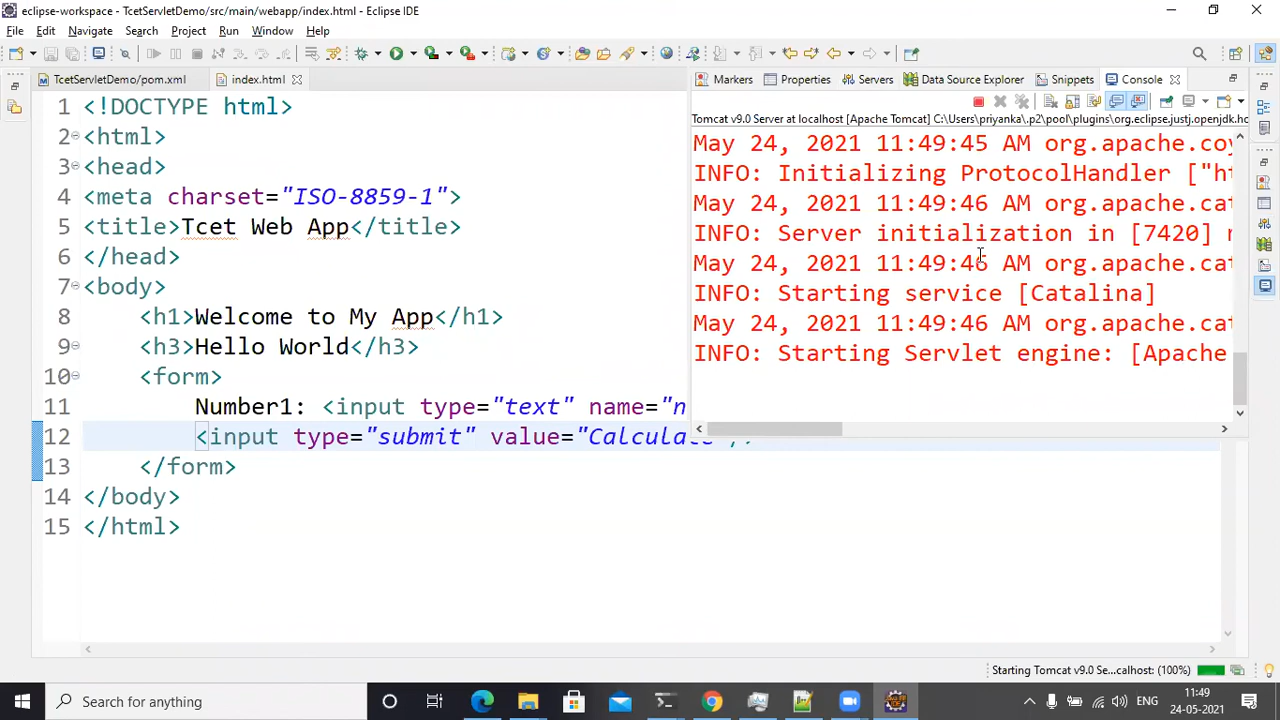 eclipse-workspace - TcetServletDemo/src/main/webapp/index.html - Eclipse IDE
File Edit Navigate Search Project Run Window Help
TcetServletDemo/pom.xml index.html
Markers Properties Servers Data Source Explorer Snippets Console
Tomcat v9.0 Server at localhost [Apache Tomcat] C:\Users\priyanka\.p2\pool\plugins\org.eclipse.justj.openjdk.ho
1 <!DOCTYPE html>
2 <html>
3 <head>
4 <meta charset="ISO-8859-1">
5 <title>Tcet Web App</title>
6 </head>
7 <body>
8 <h1>Welcome to My App</h1>
9 <h3>Hello World</h3>
10 <form>
11 Number1: <input type="text" name="n
12 <input type="submit" value="Calculate"/>
13 </form>
14 </body>
15 </html>
May 24, 2021 11:49:45 AM org.apache.coy
INFO: Initializing ProtocolHandler ["ht
May 24, 2021 11:49:46 AM org.apache.cat
INFO: Server initialization in [7420] m
May 24, 2021 11:49:46 AM org.apache.cat
INFO: Starting service [Catalina]
May 24, 2021 11:49:46 AM org.apache.cat
INFO: Starting Servlet engine: [Apache
Starting Tomcat v9.0 Se...calhost: (100%)
Search for anything
ENG
11:49
24-05-2021